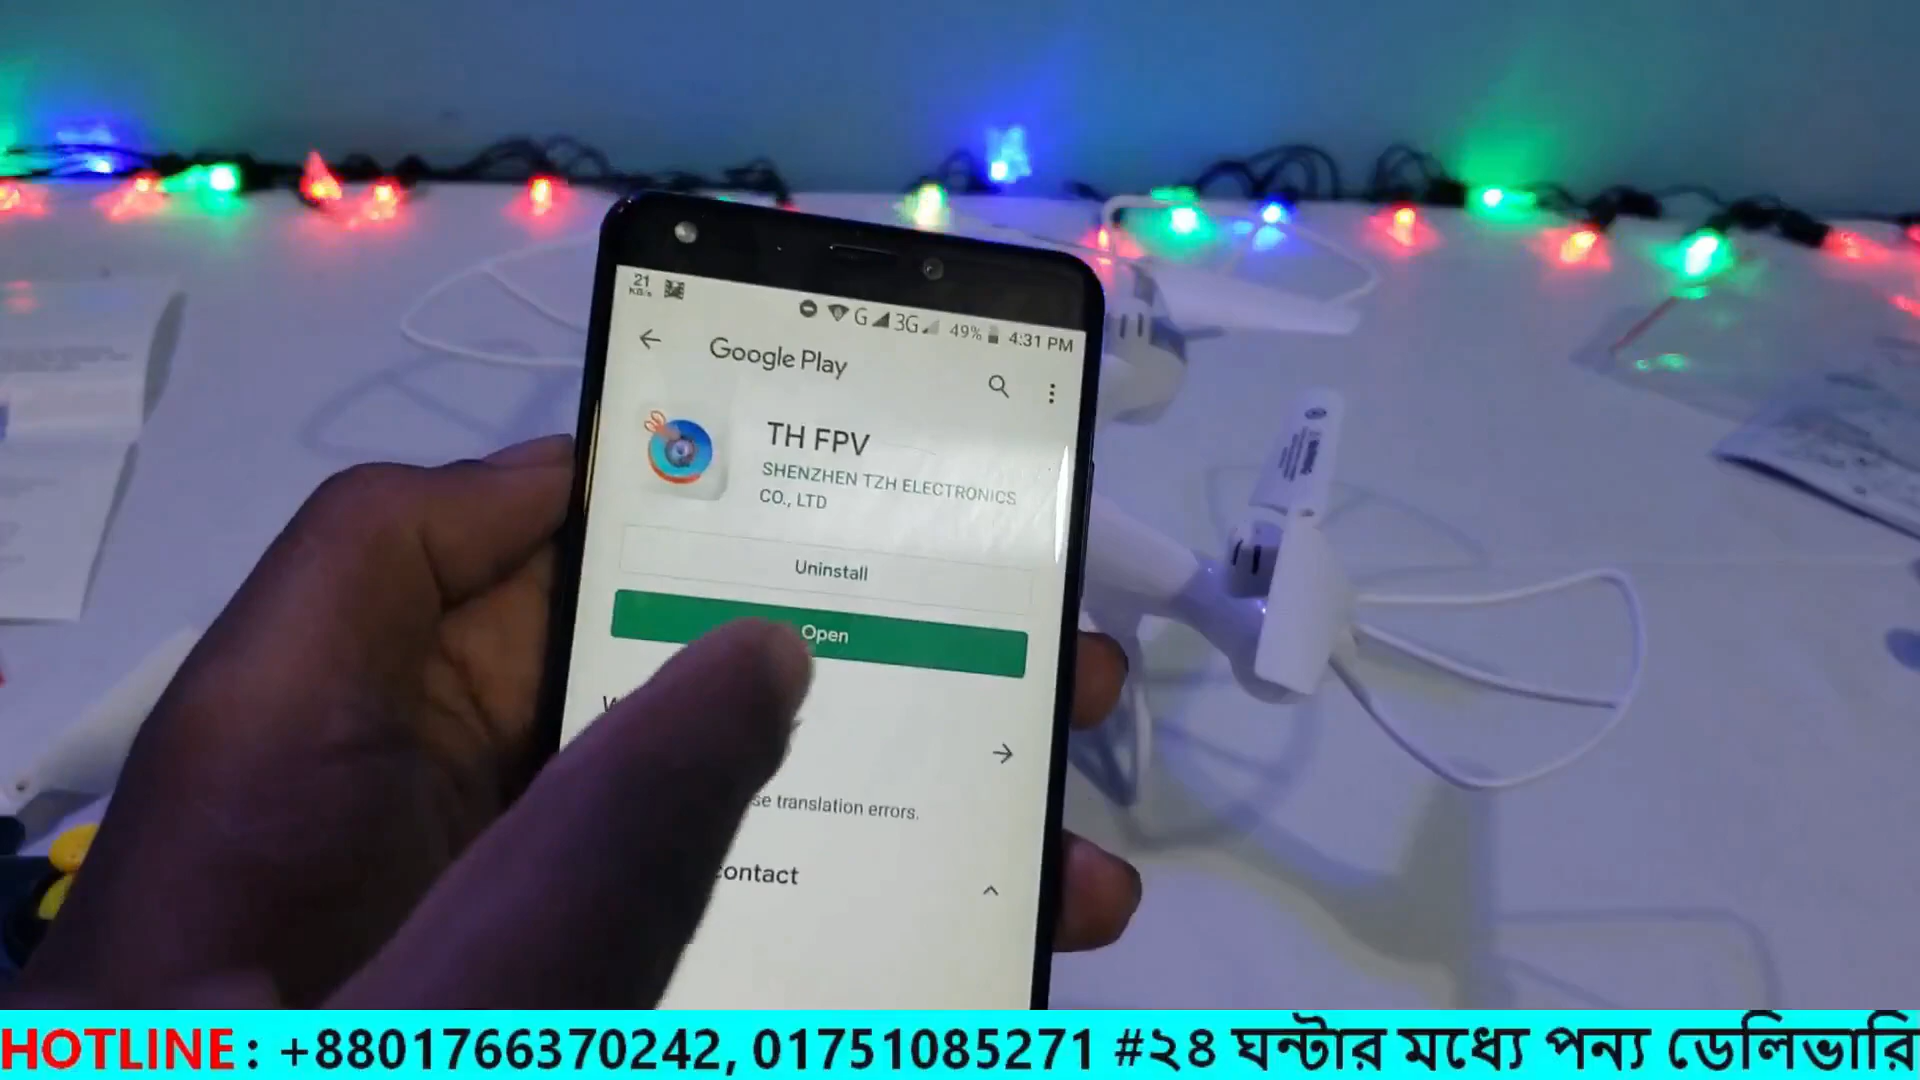 21
KB/s
G 3G 49% 4:31 PM
Google Play
TH FPV
SHENZHEN TZH ELECTRONICS
CO., LTD
Uninstall
Open
se translation errors.
contact
HOTLINE : +8801766370242, 01751085271 #২৪ ঘন্টার মধ্যে পন্য ডেলিভারি